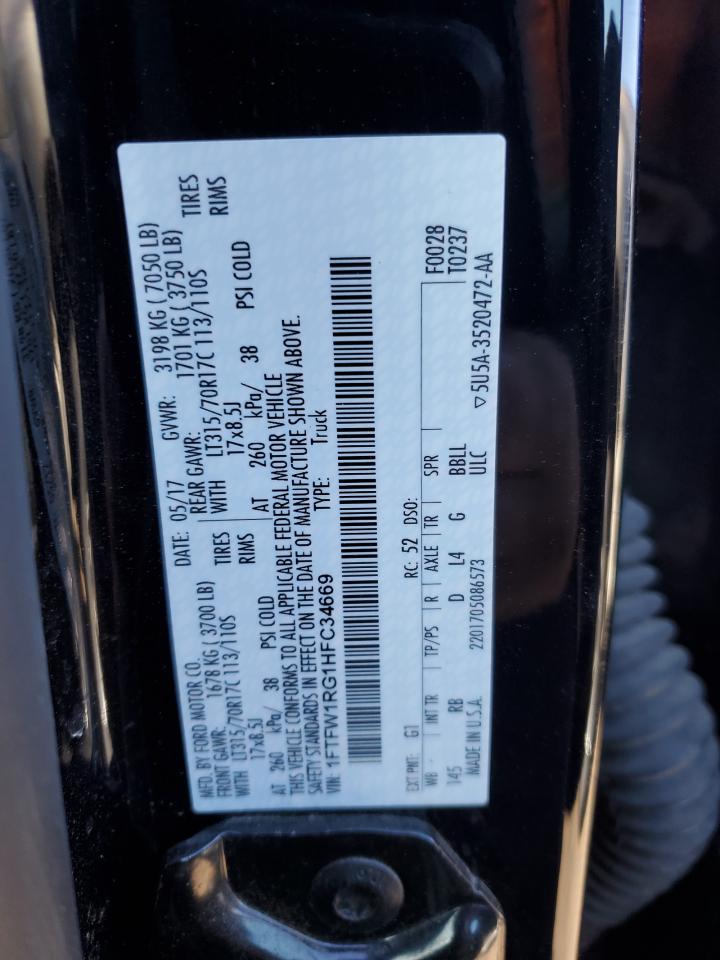 MFD. BY FORD MOTOR CO. DATE: 05/17 GVWR: 3198 KG ( 7050 LB)
FRONT GAWR: 1678 KG ( 3700 LB) REAR GAWR: 1701 KG ( 3750 LB)
WITH LT315/70R17C 113/110S TIRES WITH LT315/70R17C 113/110S TIRES
17x8.5J RIMS 17x8.5J RIMS
AT 260 kPa/ 38 PSI COLD AT 260 kPa/ 38 PSI COLD
THIS VEHICLE CONFORMS TO ALL APPLICABLE FEDERAL MOTOR VEHICLE
SAFETY STANDARDS IN EFFECT ON THE DATE OF MANUFACTURE SHOWN ABOVE.
VIN: 1FTFW1RG1HFC34669 TYPE: Truck
EXT PNT: G1 RC: 52 DSO: F0028
WB - INT TR TP/PS R AXLE TR SPR T0237
145 RB D L4 G BBLL
MADE IN U.S.A. 2201705086573 ULC ▽ 5U5A-3520472-AA